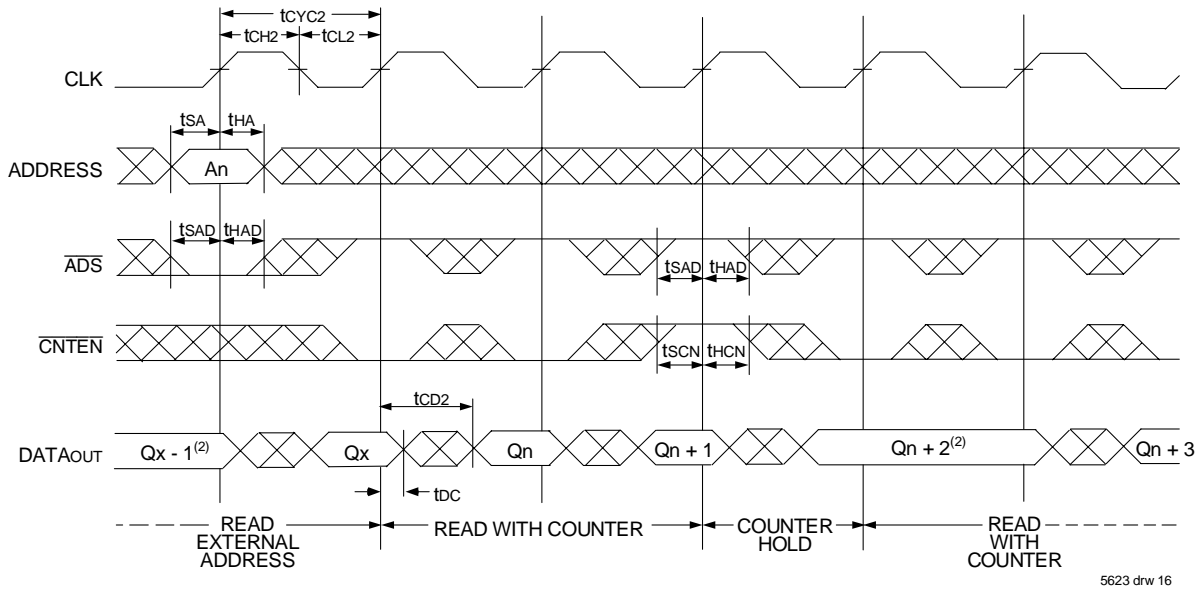 tCYC2
tCH2 tCL2
CLK
tSA tHA
ADDRESS An
tSAD tHAD
ADS
tSAD tHAD
CNTEN
tSCN tHCN
tCD2
DATAOUT Qx - 1(2) Qx Qn Qn + 1 Qn + 2(2) Qn + 3
tDC
READ EXTERNAL ADDRESS
READ WITH COUNTER
COUNTER HOLD
READ WITH COUNTER
5623 drw 16